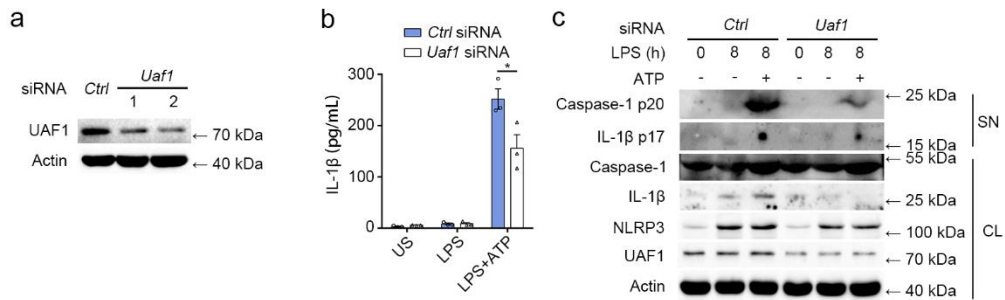 a
siRNA Ctrl Uaf1
1 2
UAF1 ← 70 kDa
Actin ← 40 kDa
b
Ctrl siRNA
Uaf1 siRNA
IL-1β (pg/mL)
300
200
100
0
*
US LPS LPS+ATP
c
siRNA Ctrl Uaf1
LPS (h) 0 8 8 0 8 8
ATP - - + - - +
Caspase-1 p20 ← 25 kDa
IL-1β p17 ← 15 kDa
SN
Caspase-1 ← 55 kDa
IL-1β ← 25 kDa
NLRP3 ← 100 kDa
UAF1 ← 70 kDa
Actin ← 40 kDa
CL